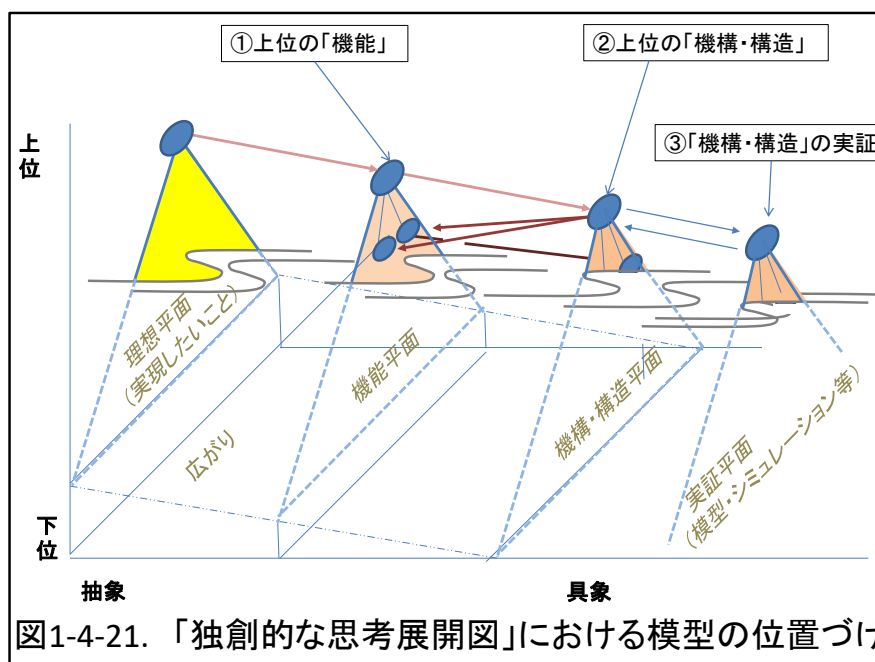 ①上位の「機能」
②上位の「機構・構造」
③「機構・構造」の実証
上位
理想平面
(実現したいこと)
機能平面
機構・構造平面
実証平面
(模型・シミュレーション等)
広がり
下位
抽象
具象
図1-4-21. 「独創的な思考展開図」における模型の位置づけ